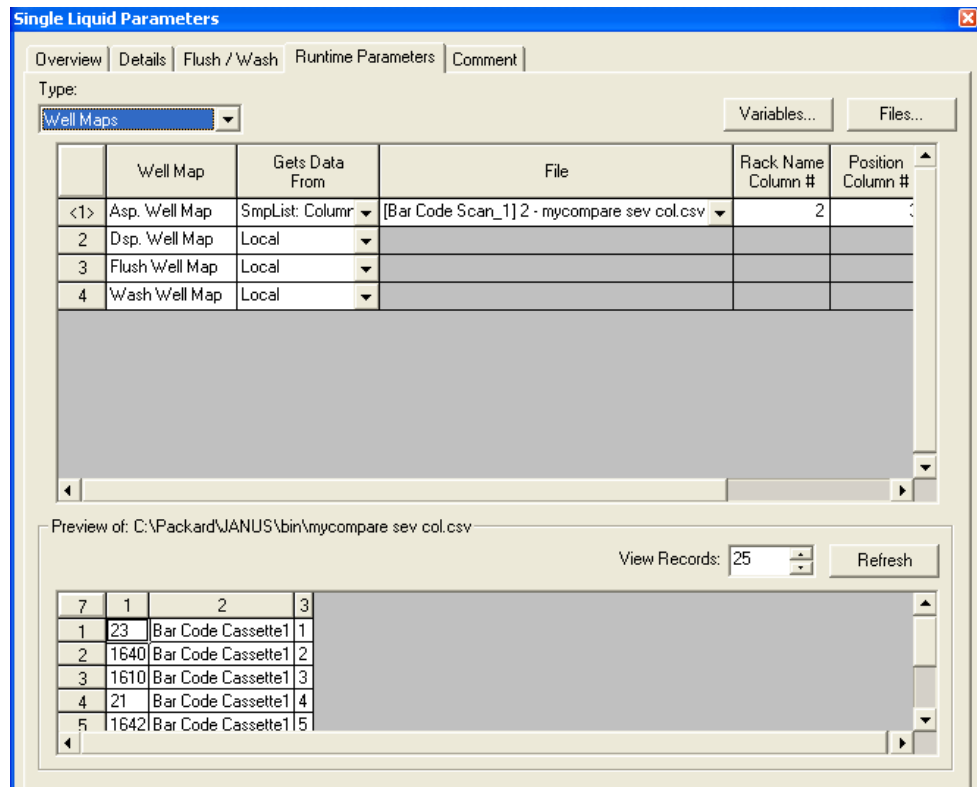 Single Liquid Parameters
Overview Details Flush / Wash Runtime Parameters Comment
Type:
Well Maps
Variables... Files...
Well Map Gets Data From File Rack Name Column # Position Column #
<1> Asp. Well Map SmpList: Column [Bar Code Scan_1] 2 - mycompare sev col.csv 2 3
2 Dsp. Well Map Local
3 Flush Well Map Local
4 Wash Well Map Local
Preview of: C:\Packard\JANUS\bin\mycompare sev col.csv
View Records: 25 Refresh
7 1 2 3
1 23 Bar Code Cassette1 1
2 1640 Bar Code Cassette1 2
3 1610 Bar Code Cassette1 3
4 21 Bar Code Cassette1 4
5 1642 Bar Code Cassette1 5